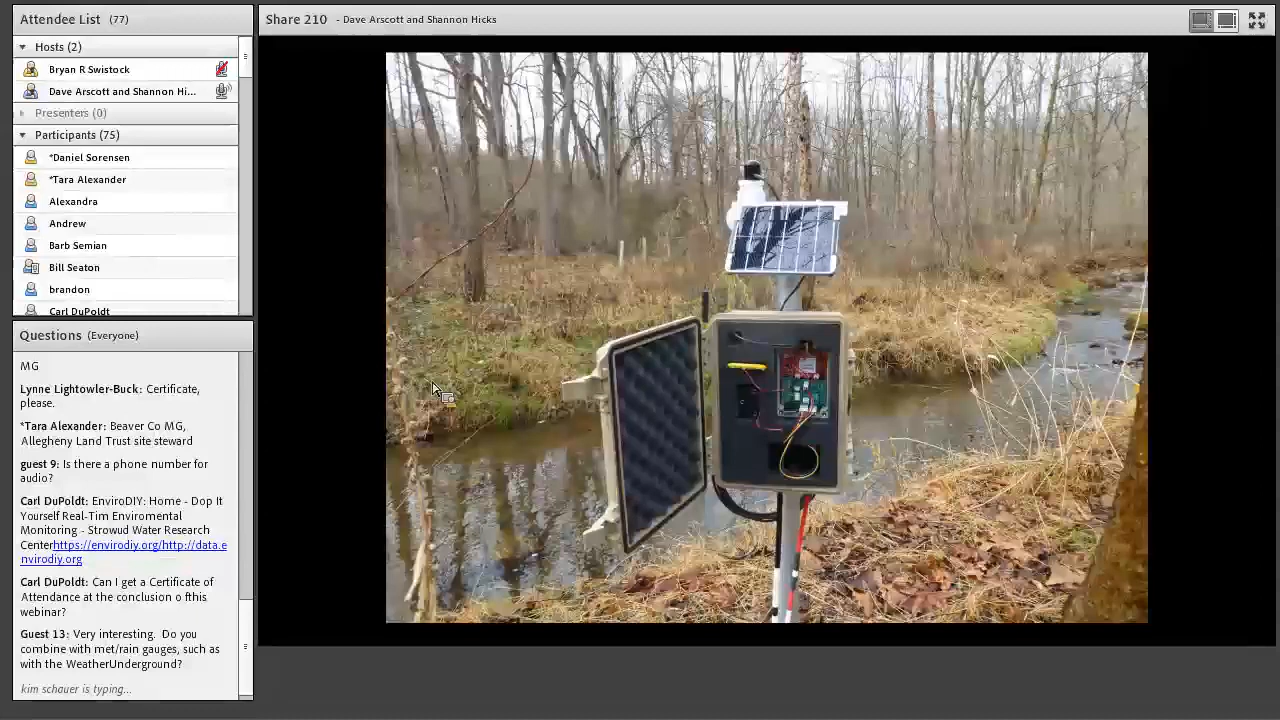 Attendee List (77)
Hosts (2)
Bryan R Swistock
Dave Arscott and Shannon Hi...
Presenters (0)
Participants (75)
*Daniel Sorensen
*Tara Alexander
Alexandra
Andrew
Barb Semian
Bill Seaton
brandon
Carl DuPoldt
Questions (Everyone)
MG
Lynne Lightowler-Buck: Certificate,
please.
*Tara Alexander: Beaver Co MG,
Allegheny Land Trust site steward
guest 9: Is there a phone number for
audio?
Carl DuPoldt: EnviroDIY: Home - Dop It
Yourself Real-Tim Enviromental
Monitoring - Strowd Water Research
Centerhttps://envirodiy.org/http://data.e
nvirodiy.org
Carl DuPoldt: Can I get a Certificate of
Attendance at the conclusion o fthis
webinar?
Guest 13: Very interesting. Do you
combine with met/rain gauges, such as
with the WeatherUnderground?
kim schauer is typing...
Share 210 - Dave Arscott and Shannon Hicks